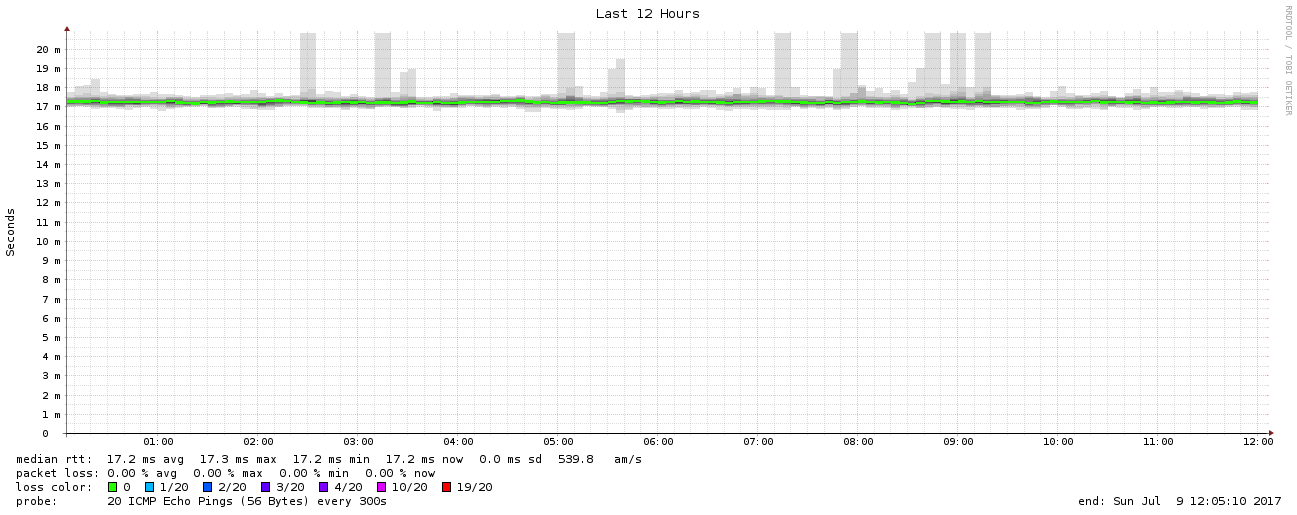 Last 12 Hours
RRDTOOL / TOBI OETIKER
Seconds
20 m
19 m
18 m
17 m
16 m
15 m
14 m
13 m
12 m
11 m
10 m
9 m
8 m
7 m
6 m
5 m
4 m
3 m
2 m
1 m
0
01:00 02:00 03:00 04:00 05:00 06:00 07:00 08:00 09:00 10:00 11:00 12:00
median rtt: 17.2 ms avg 17.3 ms max 17.2 ms min 17.2 ms now 0.0 ms sd 539.8 am/s
packet loss: 0.00 % avg 0.00 % max 0.00 % min 0.00 % now
loss color: 0 1/20 2/20 3/20 4/20 10/20 19/20
probe: 20 ICMP Echo Pings (56 Bytes) every 300s end: Sun Jul 9 12:05:10 2017